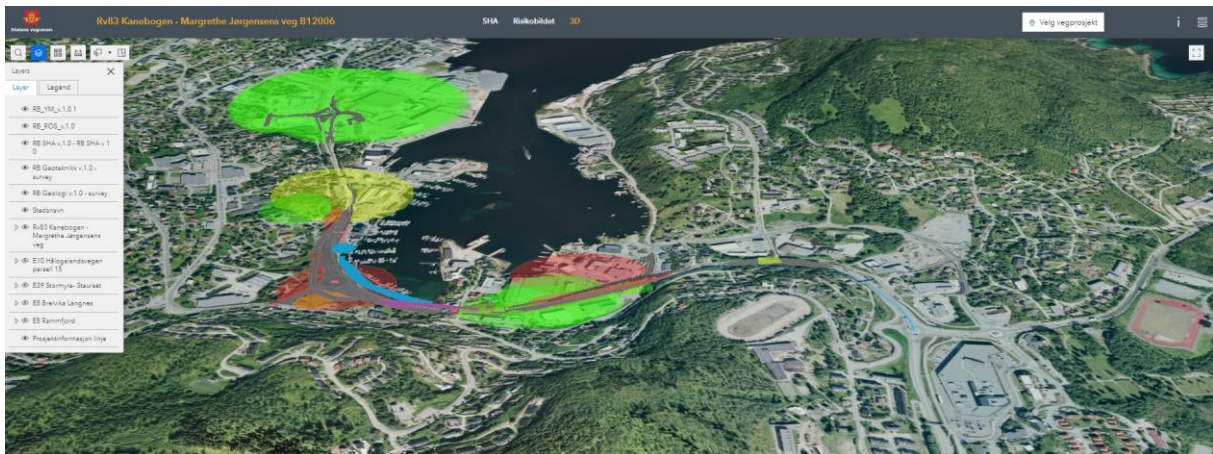 Statens vegvesen
Rv83 Kanebogen - Margrethe Jørgensens veg B12006
SHA Risikobildet 3D
Velg vegprosjekt
Layers
Layer Legend
RB_YM_v.1.0 1
RB_ROS_v.1.0
RB SHA v.1.0 - RB SHA v 1
0
RB Geoteknikk v.1.0 -
survey
RB Geologi v.1.0 - survey
Stedsnavn
Rv83 Kanebogen -
Margrethe Jørgensens
veg
E10 Hålogalandsvegen
parsell 15
E39 Stormyra- Staurset
E8 Breivika Langnes
E8 Ramnfjord
Prosjektinformasjon linje